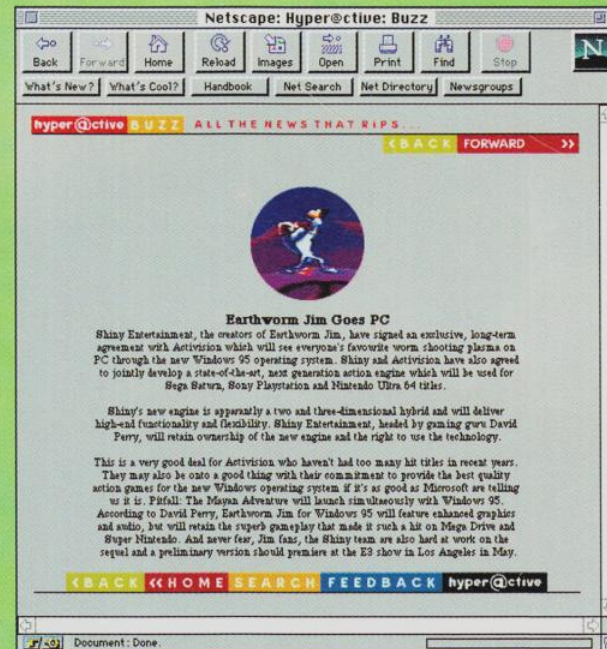 Netscape: Hyper@ctive: Buzz
Back Forward Home Reload Images Open Print Find Stop
N
What's New? What's Cool? Handbook Net Search Net Directory Newsgroups
hyper@ctive BUZZ ALL THE NEWS THAT RIPS...
<BACK FORWARD >>
Earthworm Jim Goes PC
Shiny Entertainment, the creators of Earthworm Jim, have signed an exclusive, long-term
agreement with Activision which will see everyone's favourite worm shooting plasma on
PC through the new Windows 95 operating system. Shiny and Activision have also agreed
to jointly develop a state-of-the-art, next generation action engine which will be used for
Sega Saturn, Sony Playstation and Nintendo Ultra 64 titles.
Shiny's new engine is apparantly a two and three-dimensional hybrid and will deliver
high-end functionality and flexibility. Shiny Entertainment, headed by gaming guru David
Perry, will retain ownership of the new engine and the right to use the technology.
This is a very good deal for Activision who haven't had too many hit titles in recent years.
They may also be onto a good thing with their commitment to provide the best quality
action games for the new Windows operating system if it's as good as Microsoft are telling
us it is. Pitfall: The Mayan Adventure will launch simultaeously with Windows 95.
According to David Perry, Earthworm Jim for Windows 95 will feature enhanced graphics
and audio, but will retain the superb gameplay that made it such a hit on Mega Drive and
Super Nintendo. And never fear, Jim fans, the Shiny team are also hard at work on the
sequel and a preliminary version should premiere at the E3 show in Los Angeles in May.
<BACK <<HOME SEARCH FEEDBACK hyper@ctive
Document: Done.